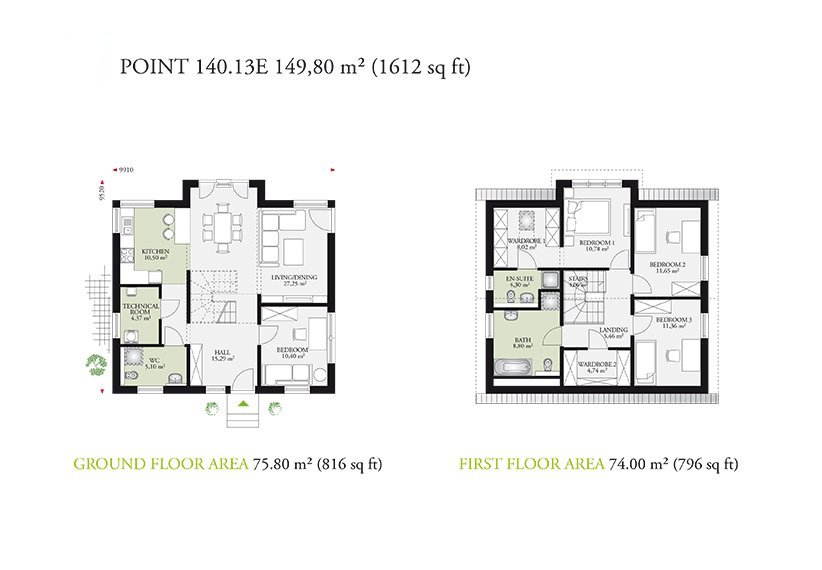 POINT 140.13E 149,80 m² (1612 sq ft)
9910
9520
KITCHEN
10,50 m²
LIVING/DINING
27,25 m²
TECHNICAL
ROOM
4,37 m²
HALL
15,29 m²
BEDROOM
10,40 m²
WC
5,10 m²
GROUND FLOOR AREA 75.80 m² (816 sq ft)
WARDROBE 1
8,02 m²
BEDROOM 1
10,78 m²
BEDROOM 2
11,65 m²
EN-SUITE
4,30 m²
STAIRS
BATH
8,80 m²
LANDING
5,46 m²
BEDROOM 3
11,36 m²
WARDROBE 2
4,74 m²
FIRST FLOOR AREA 74.00 m² (796 sq ft)